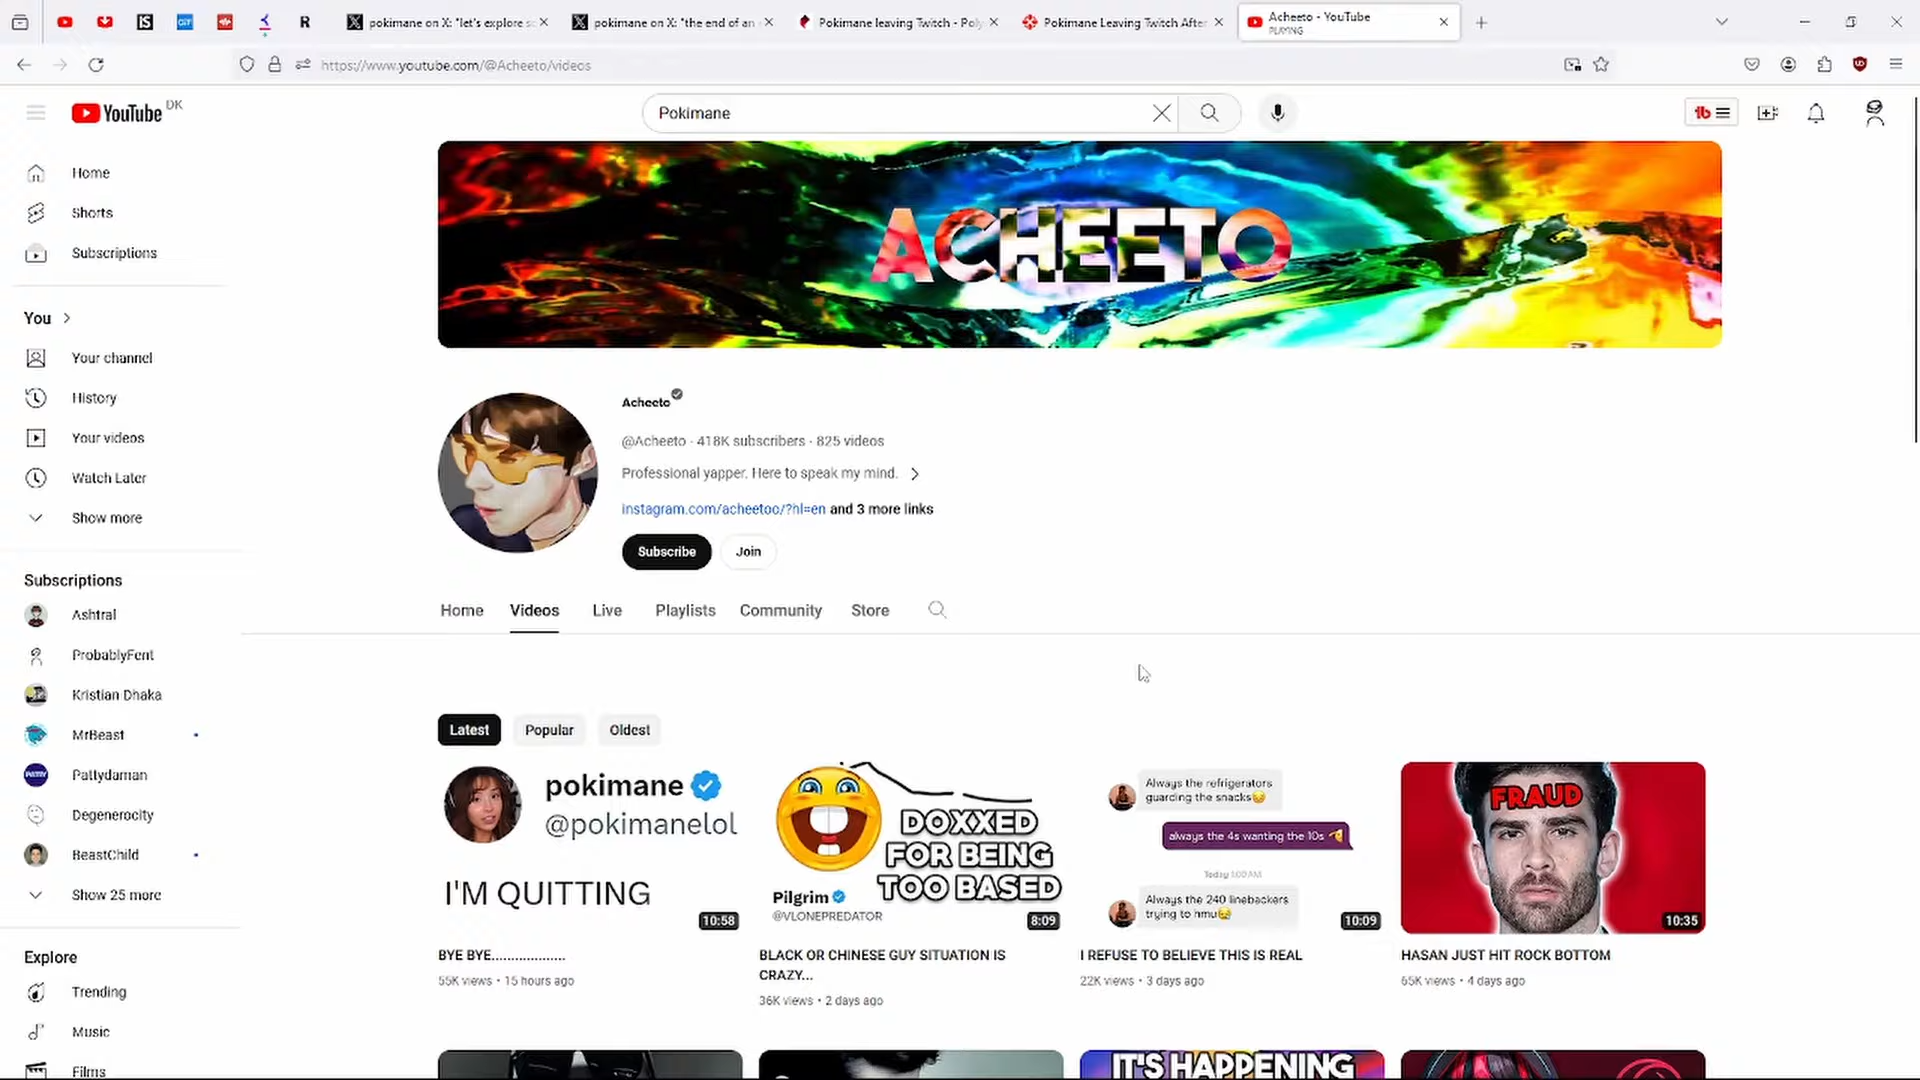 pokimane on X: "let's explore so
pokimane on X: "the end of an
Pokimane leaving Twitch - Poly
Pokimane Leaving Twitch After
Acheeto - YouTube
PLAYING
https://www.youtube.com/@Acheeto/videos
YouTube DK
Pokimane
ACHEETO
Home
Shorts
Subscriptions
You
Your channel
History
Your videos
Watch Later
Show more
Subscriptions
Ashtral
ProbablyFent
Kristian Dhaka
MrBeast
Pattydaman
Degenerocity
BeastChild
Show 25 more
Explore
Trending
Music
Films
Acheeto
@Acheeto · 418K subscribers · 825 videos
Professional yapper. Here to speak my mind.
instagram.com/acheetoo/?hl=en and 3 more links
Subscribe
Join
Home
Videos
Live
Playlists
Community
Store
Latest
Popular
Oldest
pokimane
@pokimanelol
I'M QUITTING
10:58
BYE BYE...................
55K views · 15 hours ago
DOXXED
FOR BEING
TOO BASED
Pilgrim
@VLONEPREDATOR
8:09
BLACK OR CHINESE GUY SITUATION IS
CRAZY...
36K views · 2 days ago
Always the refrigerators
guarding the snacks😔
always the 4s wanting the 10s
Today 1:00 AM
Always the 240 linebackers
trying to hmu😔
10:09
I REFUSE TO BELIEVE THIS IS REAL
22K views · 3 days ago
FRAUD
10:35
HASAN JUST HIT ROCK BOTTOM
65K views · 4 days ago
IT'S HAPPENING